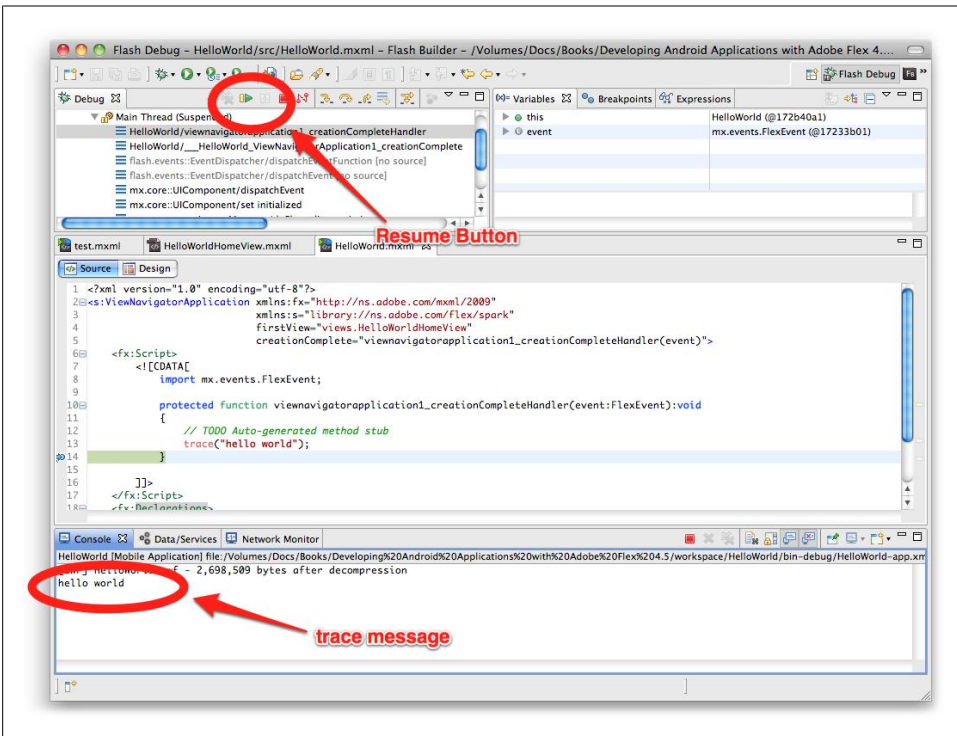 Flash Debug – HelloWorld/src/HelloWorld.mxml – Flash Builder – /Volumes/Docs/Books/Developing Android Applications with Adobe Flex 4....
Flash Debug
Debug
Variables
Breakpoints
Expressions
Main Thread (Suspended)
HelloWorld/viewnavigatorapplication1_creationCompleteHandler
HelloWorld/___HelloWorld_ViewNavigatorApplication1_creationComplete
flash.events::EventDispatcher/dispatchEventFunction [no source]
flash.events::EventDispatcher/dispatchEvent [no source]
mx.core::UIComponent/dispatchEvent
mx.core::UIComponent/set initialized
this
HelloWorld (@172b40a1)
event
mx.events.FlexEvent (@17233b01)
Resume Button
test.mxml
HelloWorldHomeView.mxml
HelloWorld.mxml
Source
Design
1 <?xml version="1.0" encoding="utf-8"?>
2 <s:ViewNavigatorApplication xmlns:fx="http://ns.adobe.com/mxml/2009"
3 xmlns:s="library://ns.adobe.com/flex/spark"
4 firstView="views.HelloWorldHomeView"
5 creationComplete="viewnavigatorapplication1_creationCompleteHandler(event)">
6 <fx:Script>
7 <![CDATA[
8 import mx.events.FlexEvent;
9
10 protected function viewnavigatorapplication1_creationCompleteHandler(event:FlexEvent):void
11 {
12 // TODO Auto-generated method stub
13 trace("hello world");
14 }
15
16 ]]>
17 </fx:Script>
18 <fx:Declarations>
Console
Data/Services
Network Monitor
HelloWorld [Mobile Application] file:/Volumes/Docs/Books/Developing%20Android%20Applications%20with%20Adobe%20Flex%204.5/workspace/HelloWorld/bin-debug/HelloWorld-app.xm
- 2,698,509 bytes after decompression
hello world
trace message